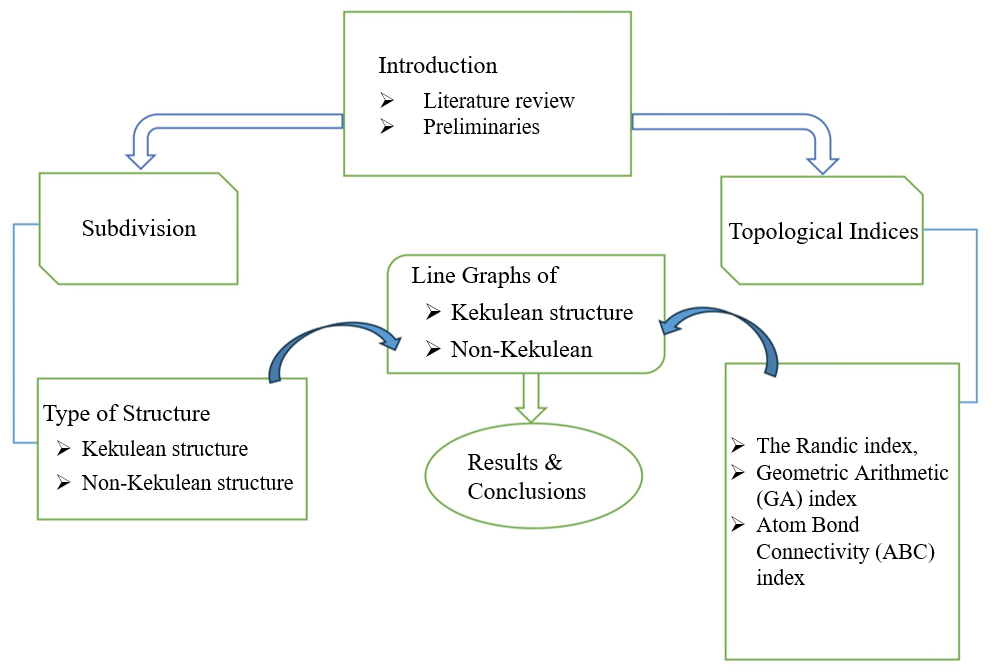 Introduction
➢ Literature review
➢ Preliminaries
Subdivision
Topological Indices
Line Graphs of
➢ Kekulean structure
➢ Non-Kekulean
Type of Structure
➢ Kekulean structure
➢ Non-Kekulean structure
Results &
Conclusions
➢ The Randic index,
➢ Geometric Arithmetic
(GA) index
➢ Atom Bond
Connectivity (ABC)
index